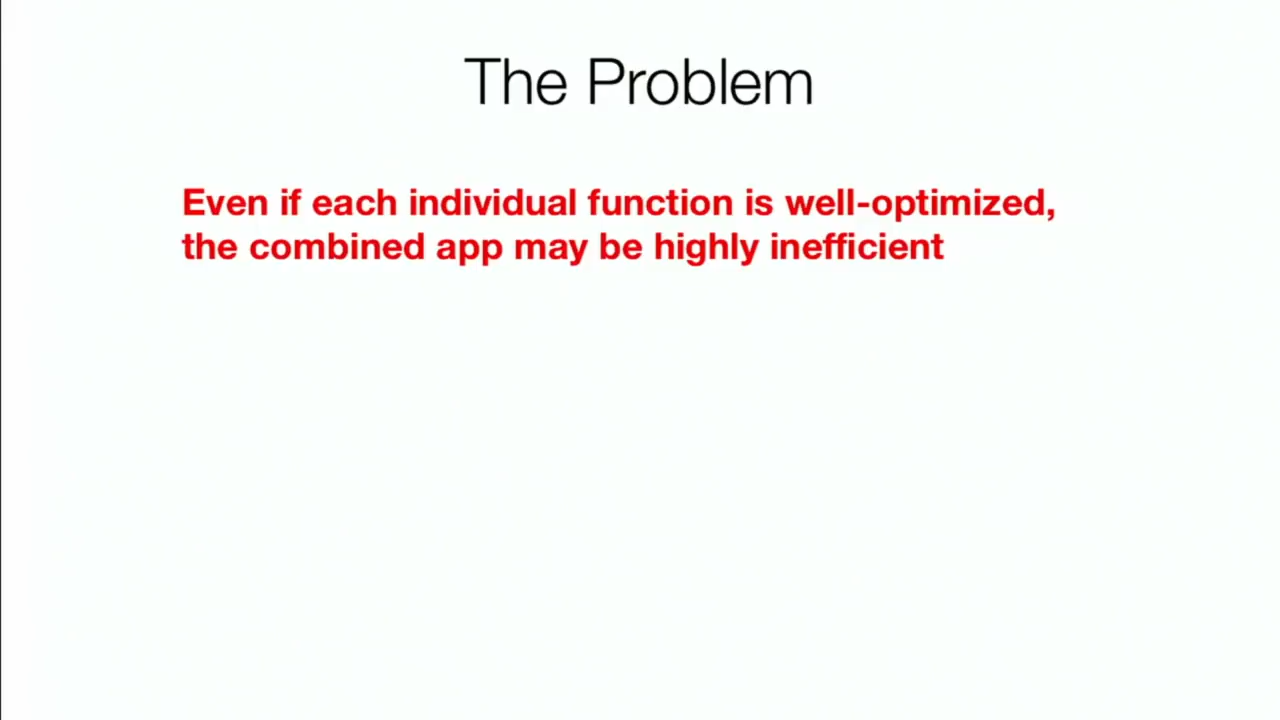 The Problem
Even if each individual function is well-optimized,
the combined app may be highly inefficient